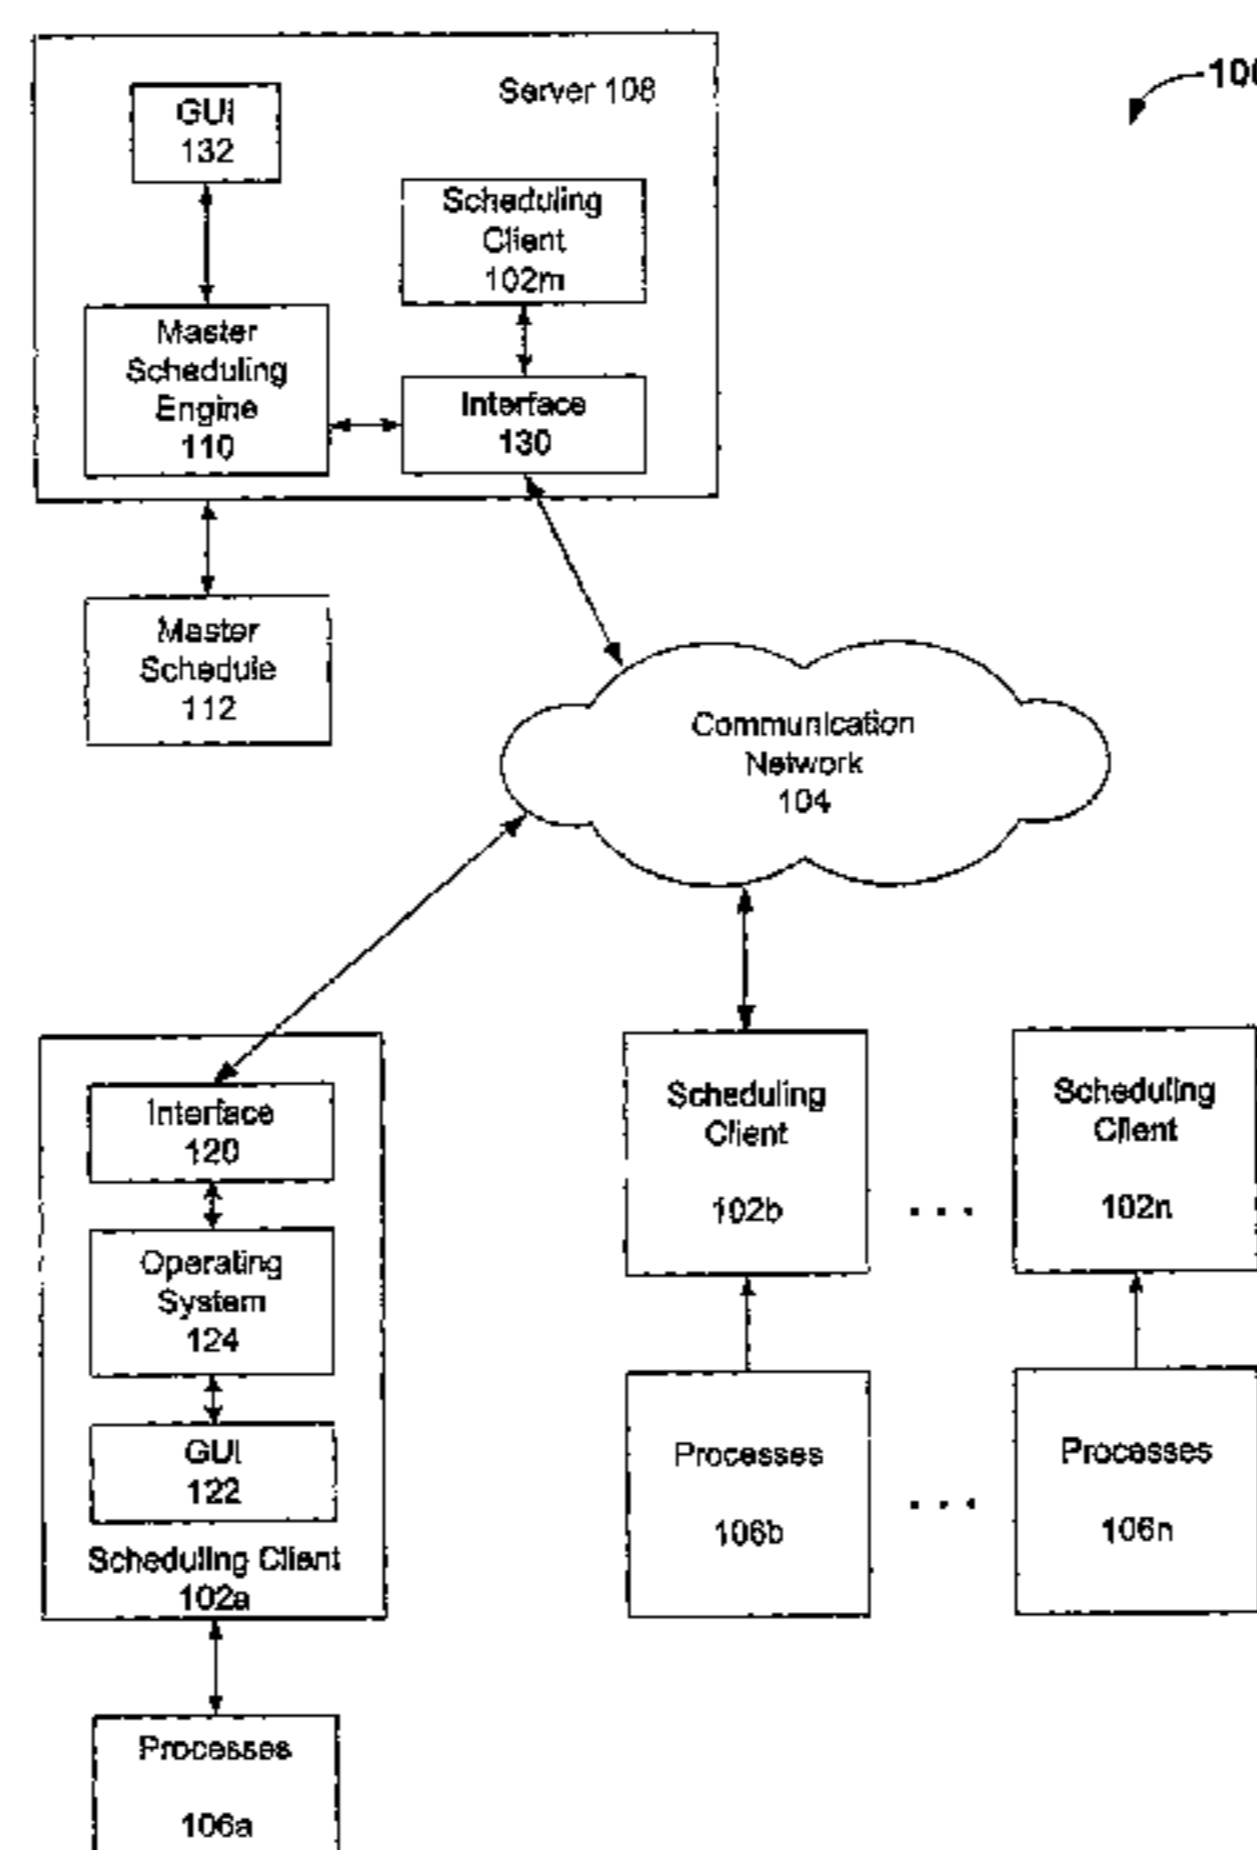 Server 108
100
GUI
132
Scheduling
Client
102m
Master
Scheduling
Engine
110
Interface
130
Master
Schedule
112
Communication
Network
104
Interface
120
Operating
System
124
GUI
122
Scheduling Client
102a
Scheduling
Client
102b
. . .
Scheduling
Client
102n
Processes
106b
. . .
Processes
106n
Processes
106a